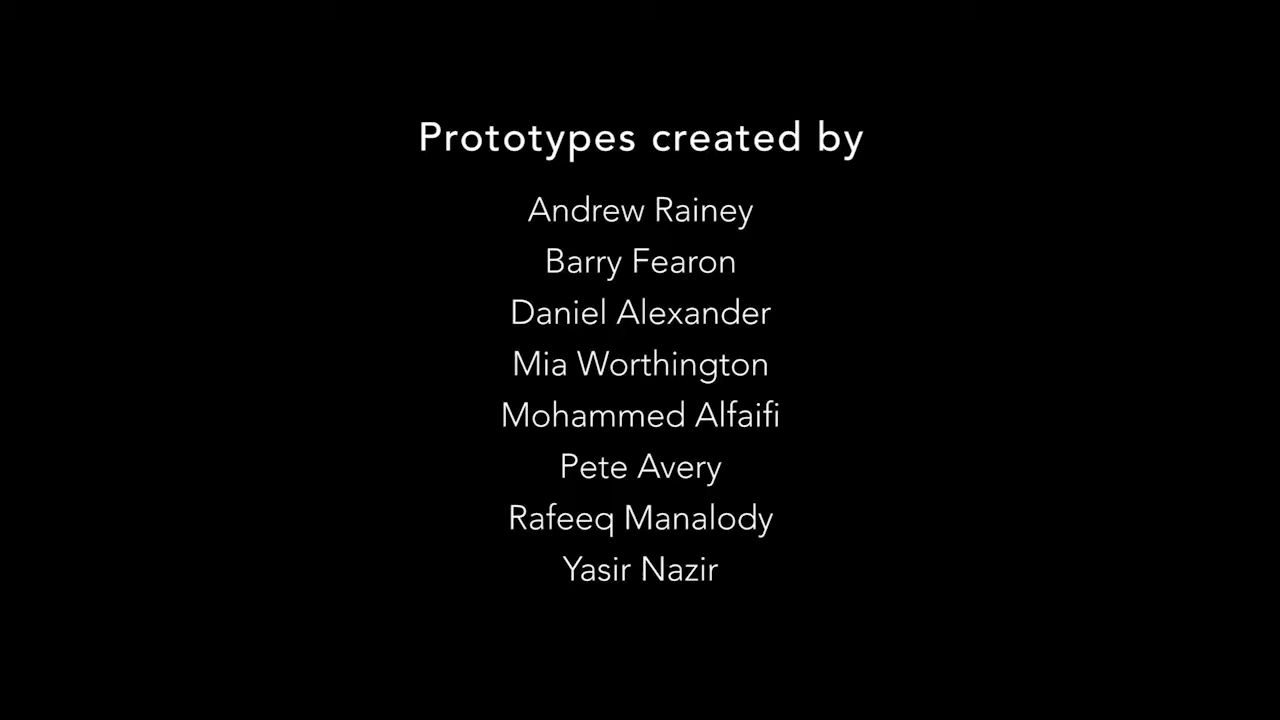 Prototypes created by
Andrew Rainey
Barry Fearon
Daniel Alexander
Mia Worthington
Mohammed Alfaifi
Pete Avery
Rafeeq Manalody
Yasir Nazir